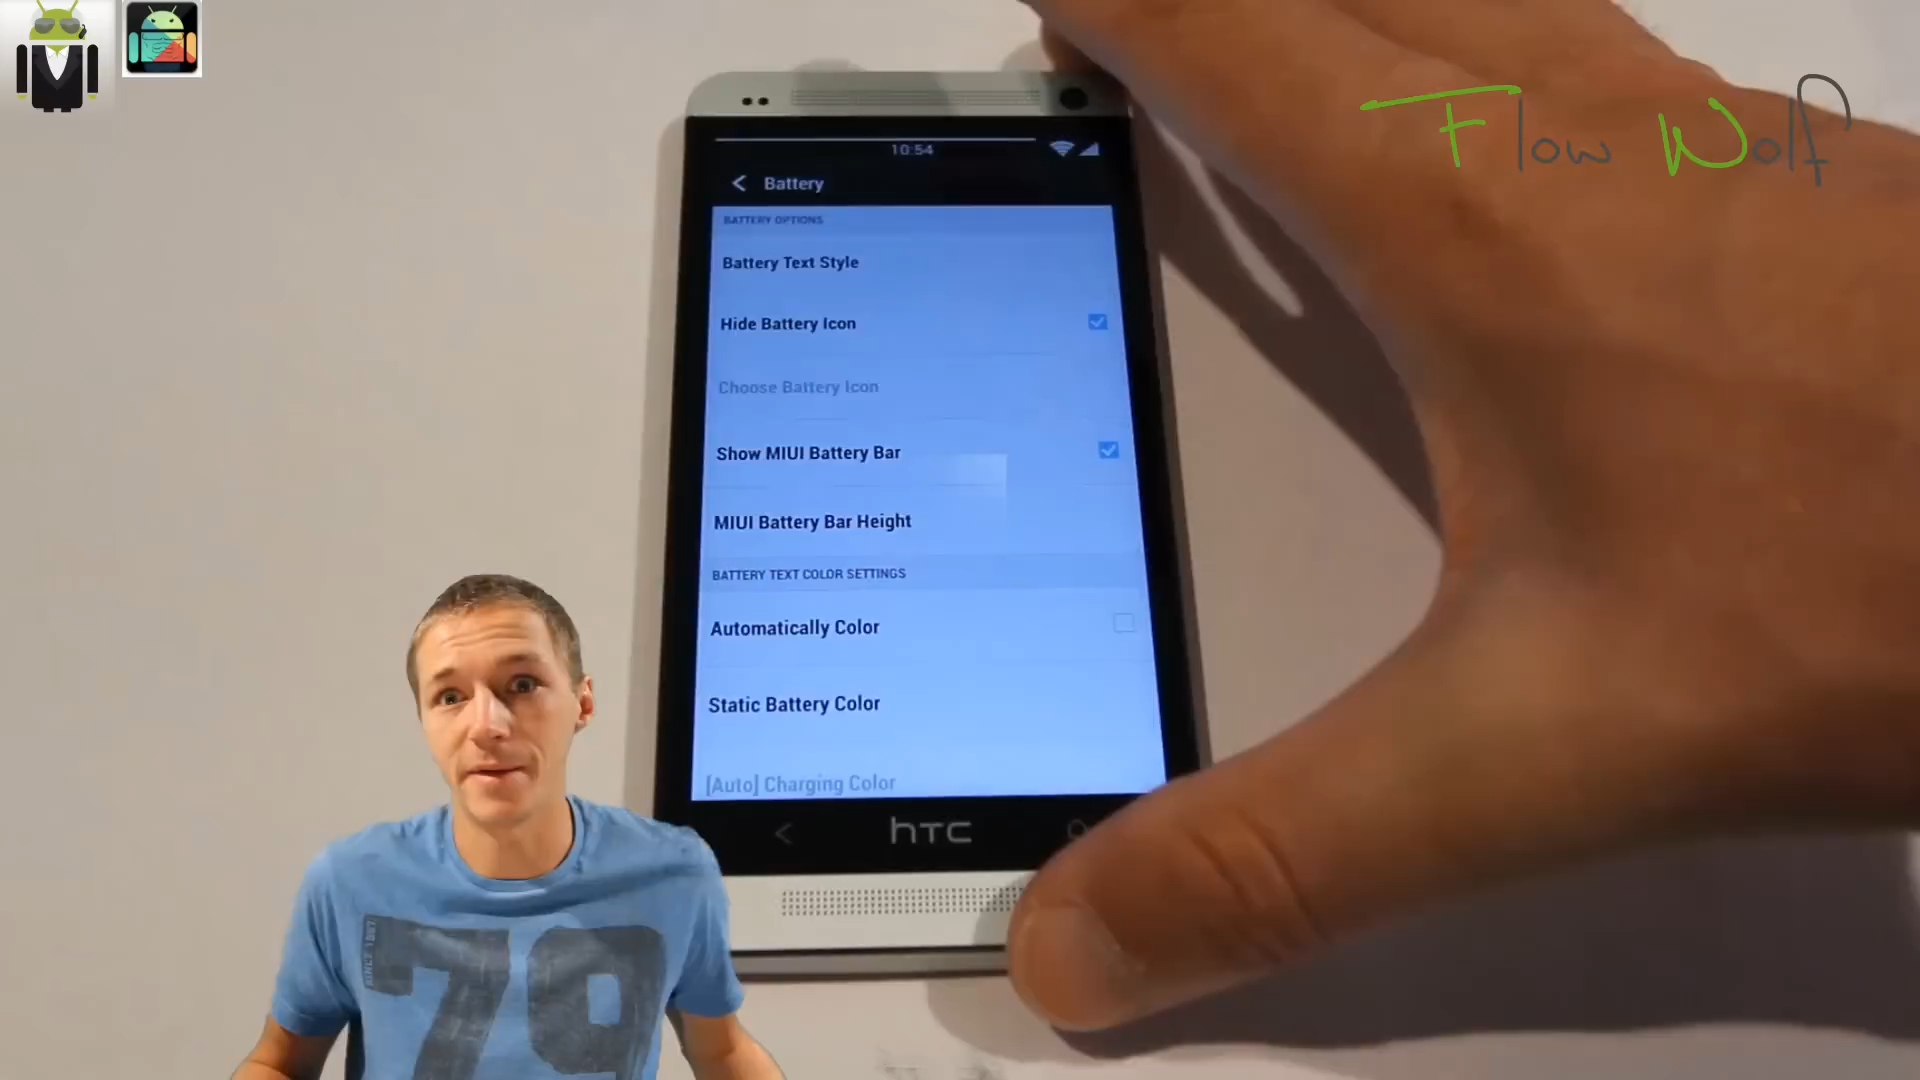 Flow Wolf
10:54
Battery
BATTERY OPTIONS
Battery Text Style
Hide Battery Icon
Choose Battery Icon
Show MIUI Battery Bar
MIUI Battery Bar Height
BATTERY TEXT COLOR SETTINGS
Automatically Color
Static Battery Color
[Auto] Charging Color
hTC
79